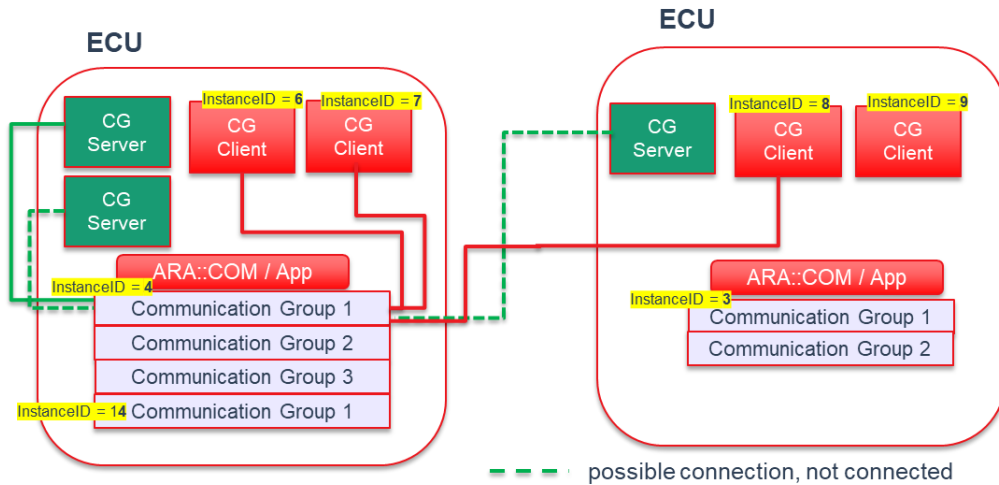 ECU
ECU
InstanceID = 6
InstanceID = 7
InstanceID = 8
InstanceID = 9
CG
Server
CG
Client
CG
Client
CG
Server
CG
Client
CG
Client
CG
Server
ARA::COM / App
InstanceID = 4
Communication Group 1
Communication Group 2
Communication Group 3
InstanceID = 14
Communication Group 1
ARA::COM / App
InstanceID = 3
Communication Group 1
Communication Group 2
possible connection, not connected